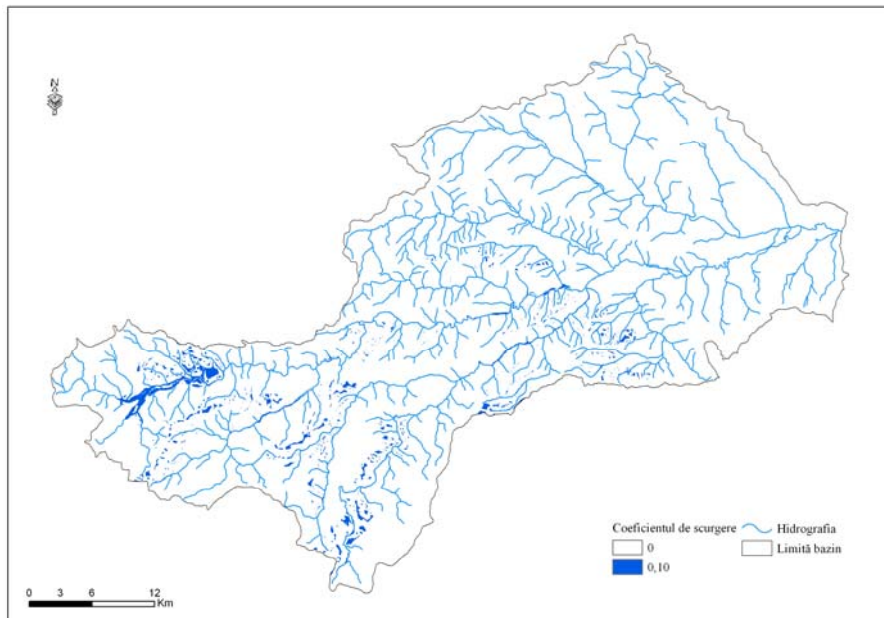 N
Coeficientul de scurgere
0
0,10
Hidrografia
Limită bazin
0 3 6 12
Km